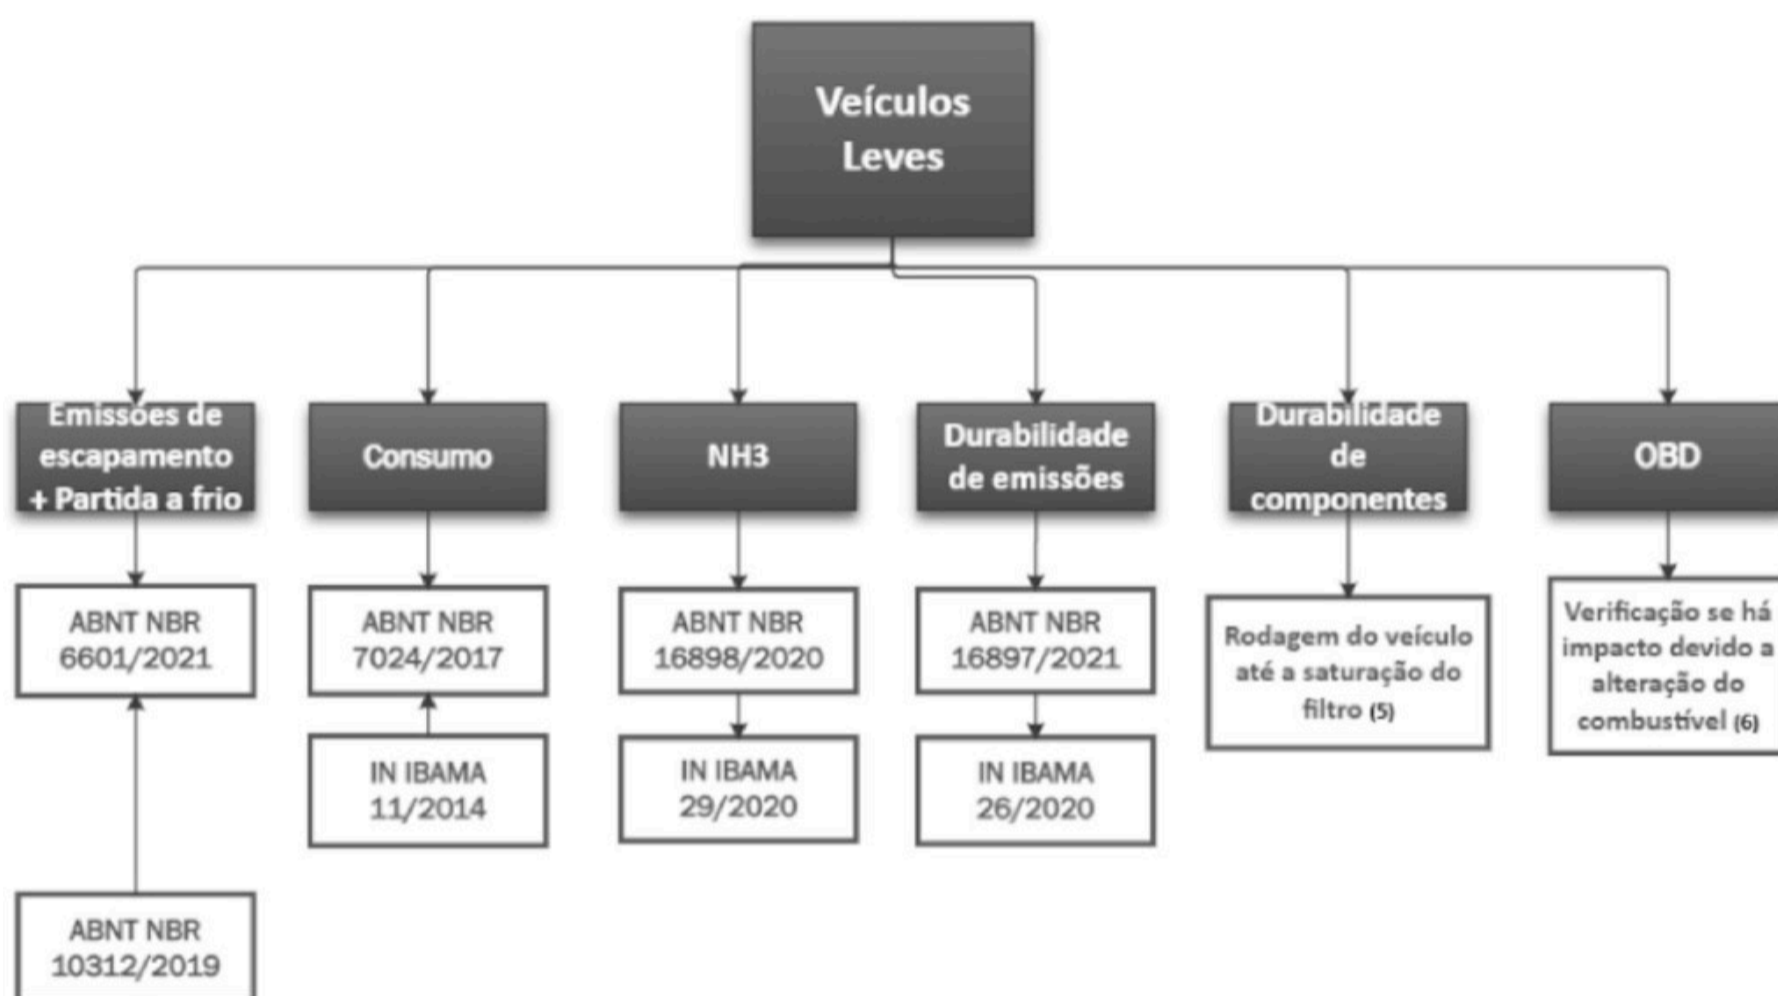 Veículos
Leves
Emissões de
escapamento
+ Partida a frio
Consumo
NH3
Durabilidade
de emissões
Durabilidade
de
componentes
OBD
ABNT NBR
6601/2021
ABNT NBR
7024/2017
ABNT NBR
16898/2020
ABNT NBR
16897/2021
Rodagem do veículo
até a saturação do
filtro (5)
Verificação se há
impacto devido a
alteração do
combustível (6)
IN IBAMA
11/2014
IN IBAMA
29/2020
IN IBAMA
26/2020
ABNT NBR
10312/2019